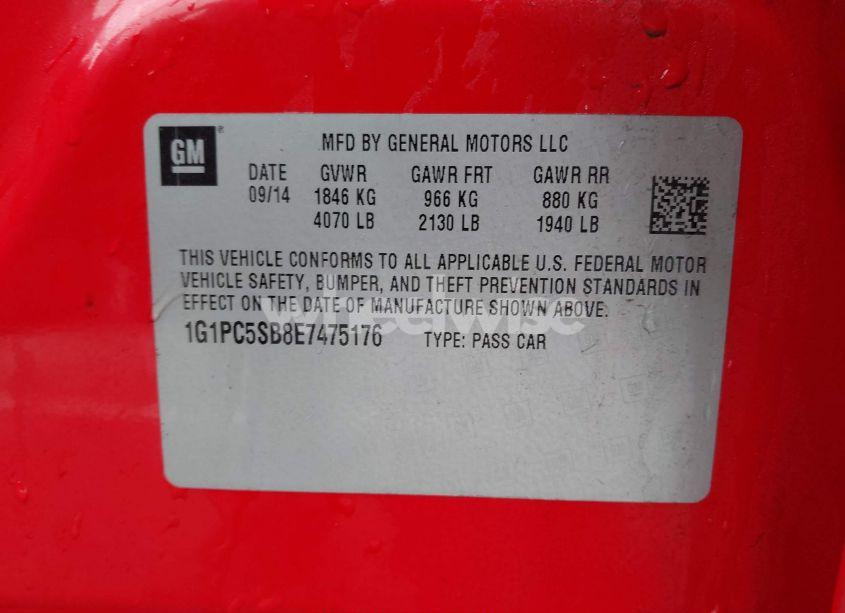 GM ®
MFD BY GENERAL MOTORS LLC
DATE GVWR GAWR FRT GAWR RR
09/14 1846 KG 966 KG 880 KG
4070 LB 2130 LB 1940 LB
THIS VEHICLE CONFORMS TO ALL APPLICABLE U.S. FEDERAL MOTOR
VEHICLE SAFETY, BUMPER, AND THEFT PREVENTION STANDARDS IN
EFFECT ON THE DATE OF MANUFACTURE SHOWN ABOVE.
wheelwise
1G1PC5SB8E7475176 TYPE: PASS CAR